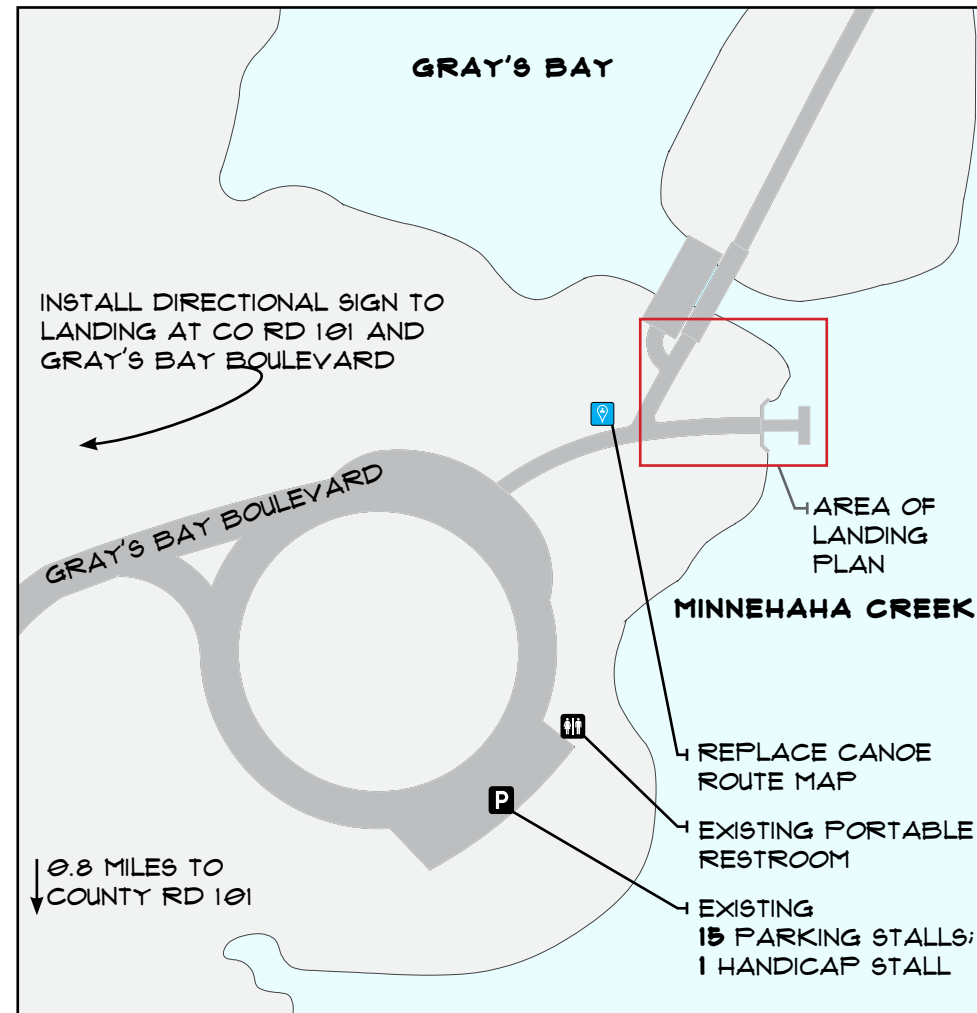 GRAY'S BAY
INSTALL DIRECTIONAL SIGN TO
LANDING AT CO RD 101 AND
GRAY'S BAY BOULEVARD
GRAY'S BAY BOULEVARD
AREA OF
LANDING
PLAN
MINNEHAHA CREEK
REPLACE CANOE
ROUTE MAP
EXISTING PORTABLE
RESTROOM
P
0.8 MILES TO
COUNTY RD 101
EXISTING
15 PARKING STALLS;
1 HANDICAP STALL